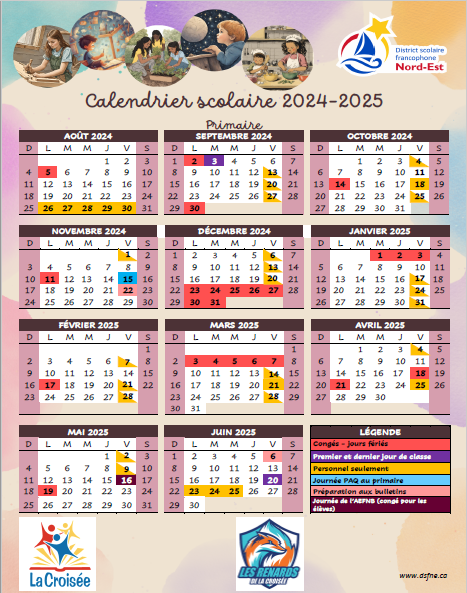 District scolaire
francophone
Nord-Est
Calendrier scolaire 2024-2025
Primaire
AOÛT 2024
D L M M J V S
1 2 3
4 5 6 7 8 9 10
11 12 13 14 15 16 17
18 19 20 21 22 23 24
25 26 27 28 29 30 31
SEPTEMBRE 2024
D L M M J V S
1 2 3 4 5 6 7
8 9 10 11 12 13 14
15 16 17 18 19 20 21
22 23 24 25 26 27 28
29 30
OCTOBRE 2024
D L M M J V S
1 2 3 4 5
6 7 8 9 10 11 12
13 14 15 16 17 18 19
20 21 22 23 24 25 26
27 28 29 30 31
NOVEMBRE 2024
D L M M J V S
1 2
3 4 5 6 7 8 9
10 11 12 13 14 15 16
17 18 19 20 21 22 23
24 25 26 27 28 29 30
DÉCEMBRE 2024
D L M M J V S
1 2 3 4 5 6 7
8 9 10 11 12 13 14
15 16 17 18 19 20 21
22 23 24 25 26 27 28
29 30 31
JANVIER 2025
D L M M J V S
1 2 3 4
5 6 7 8 9 10 11
12 13 14 15 16 17 18
19 20 21 22 23 24 25
26 27 28 29 30 31
FÉVRIER 2025
D L M M J V S
1
2 3 4 5 6 7 8
9 10 11 12 13 14 15
16 17 18 19 20 21 22
23 24 25 26 27 28
MARS 2025
D L M M J V S
1
2 3 4 5 6 7 8
9 10 11 12 13 14 15
16 17 18 19 20 21 22
23 24 25 26 27 28 29
30 31
AVRIL 2025
D L M M J V S
1 2 3 4 5
6 7 8 9 10 11 12
13 14 15 16 17 18 19
20 21 22 23 24 25 26
27 28 29 30
MAI 2025
D L M M J V S
1 2 3
4 5 6 7 8 9 10
11 12 13 14 15 16 17
18 19 20 21 22 23 24
25 26 27 28 29 30 31
JUIN 2025
D L M M J V S
1 2 3 4 5 6 7
8 9 10 11 12 13 14
15 16 17 18 19 20 21
22 23 24 25 26 27 28
29 30
LÉGENDE
Congés - jours fériés
Premier et dernier jour de classe
Personnel seulement
Journée PAQ au primaire
Préparation aux bulletins
Journée de l'AEFNB (congé pour les
élèves)
La Croisée
LES RENARDS
DE LA CROISÉE
www.dsfne.ca